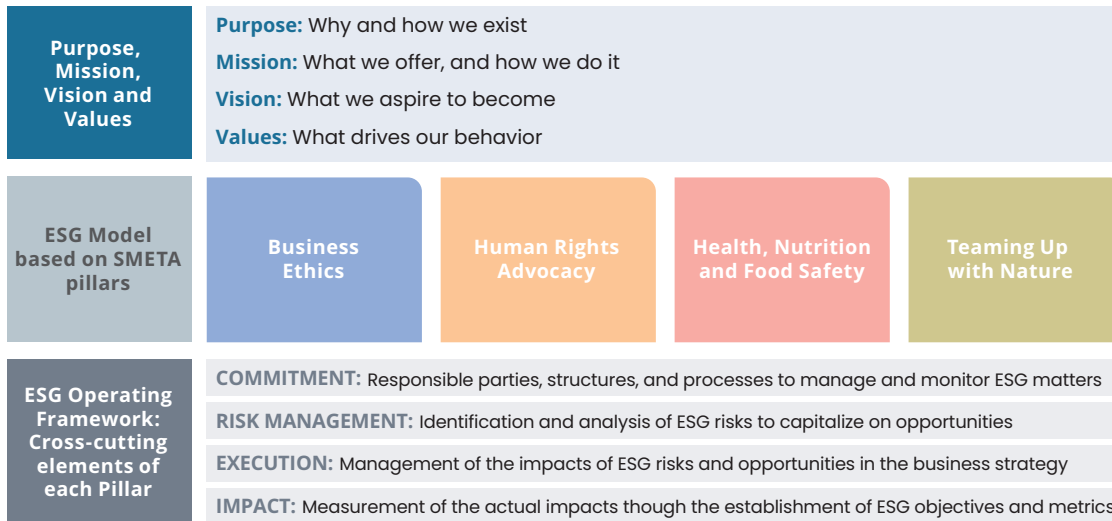 Purpose,
Mission,
Vision and
Values
Purpose: Why and how we exist
Mission: What we offer, and how we do it
Vision: What we aspire to become
Values: What drives our behavior
ESG Model
based on SMETA
pillars
Business
Ethics
Human Rights
Advocacy
Health, Nutrition
and Food Safety
Teaming Up
with Nature
ESG Operating
Framework:
Cross-cutting
elements of
each Pillar
COMMITMENT: Responsible parties, structures, and processes to manage and monitor ESG matters
RISK MANAGEMENT: Identification and analysis of ESG risks to capitalize on opportunities
EXECUTION: Management of the impacts of ESG risks and opportunities in the business strategy
IMPACT: Measurement of the actual impacts though the establishment of ESG objectives and metrics